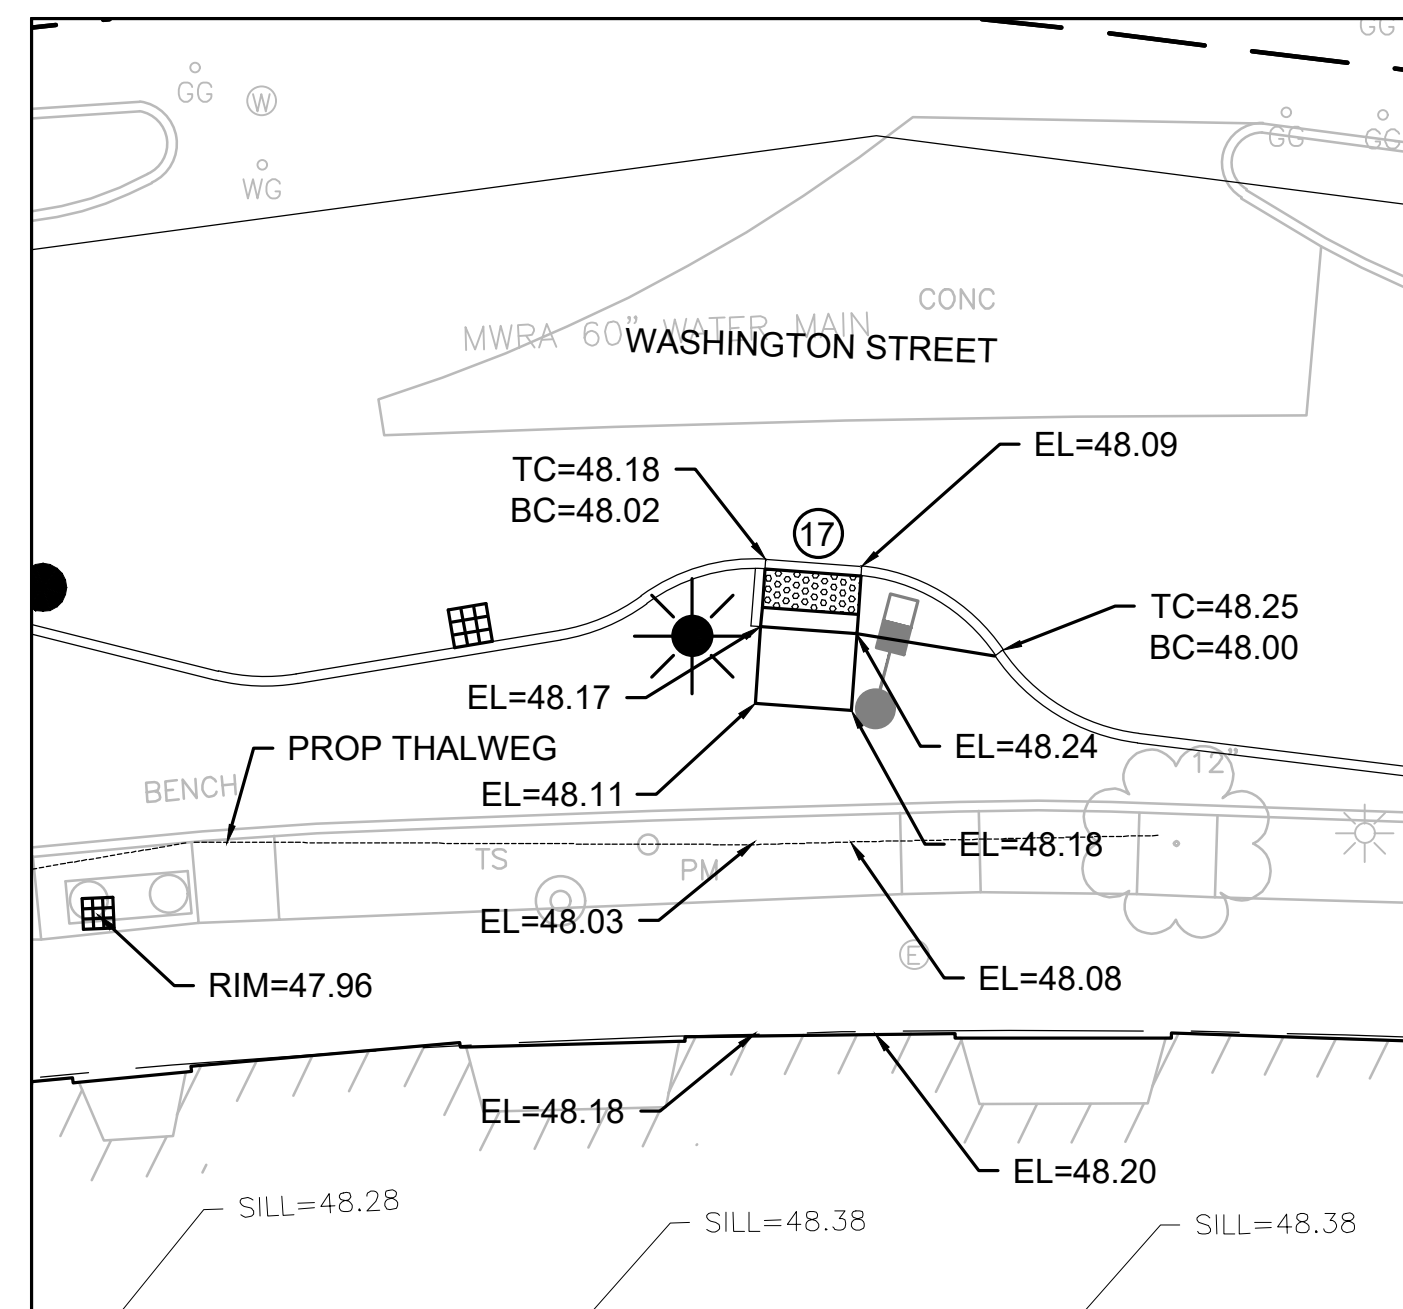 GG
GG
W
WG
GG
GG
CONC
MWRA 60" WATER MAIN
WASHINGTON STREET
TC=48.18
BC=48.02
EL=48.09
17
TC=48.25
BC=48.00
EL=48.17
PROP THALWEG
EL=48.24
BENCH
EL=48.11
12"
TS
PM
EL=48.18
EL=48.03
E
RIM=47.96
EL=48.08
EL=48.18
EL=48.20
SILL=48.28
SILL=48.38
SILL=48.38